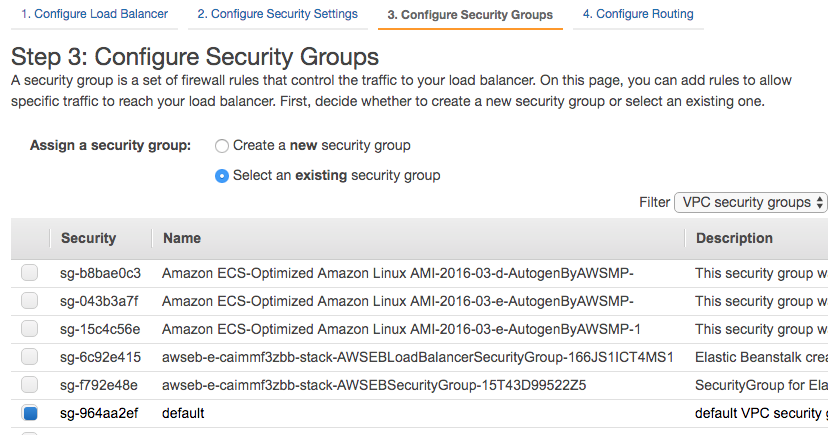 1. Configure Load Balancer 2. Configure Security Settings 3. Configure Security Groups 4. Configure Routing
Step 3: Configure Security Groups
A security group is a set of firewall rules that control the traffic to your load balancer. On this page, you can add rules to allow
specific traffic to reach your load balancer. First, decide whether to create a new security group or select an existing one.
Assign a security group: Create a new security group
Select an existing security group
Filter VPC security groups
Security Name Description
sg-b8bae0c3 Amazon ECS-Optimized Amazon Linux AMI-2016-03-d-AutogenByAWSMP- This security group w
sg-043b3a7f Amazon ECS-Optimized Amazon Linux AMI-2016-03-e-AutogenByAWSMP- This security group w
sg-15c4c56e Amazon ECS-Optimized Amazon Linux AMI-2016-03-e-AutogenByAWSMP-1 This security group w
sg-6c92e415 awseb-e-caimmf3zbb-stack-AWSEBLoadBalancerSecurityGroup-166JS1ICT4MS1 Elastic Beanstalk crea
sg-f792e48e awseb-e-caimmf3zbb-stack-AWSEBSecurityGroup-15T43D99522Z5 SecurityGroup for Ela
sg-964aa2ef default default VPC security g